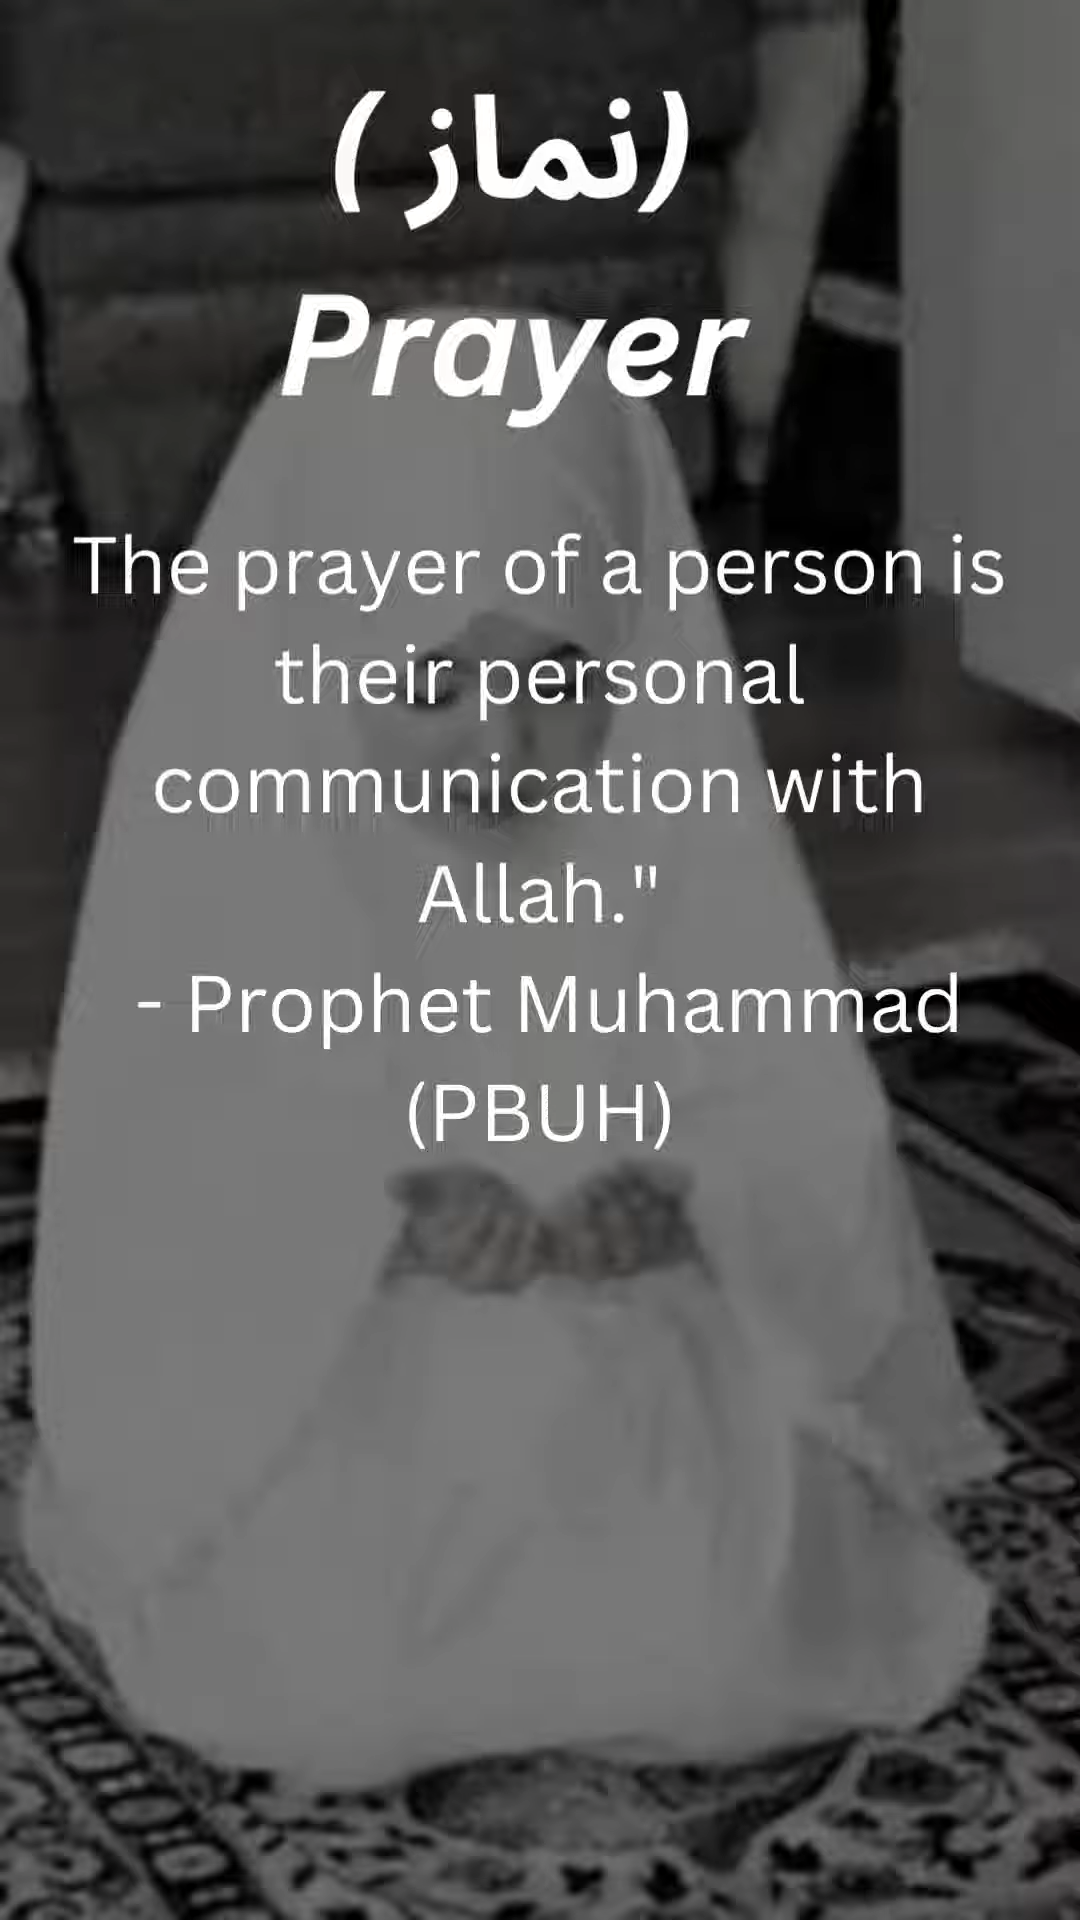 (نماز )
Prayer
The prayer of a person is
their personal
communication with
Allah."
- Prophet Muhammad
(PBUH)